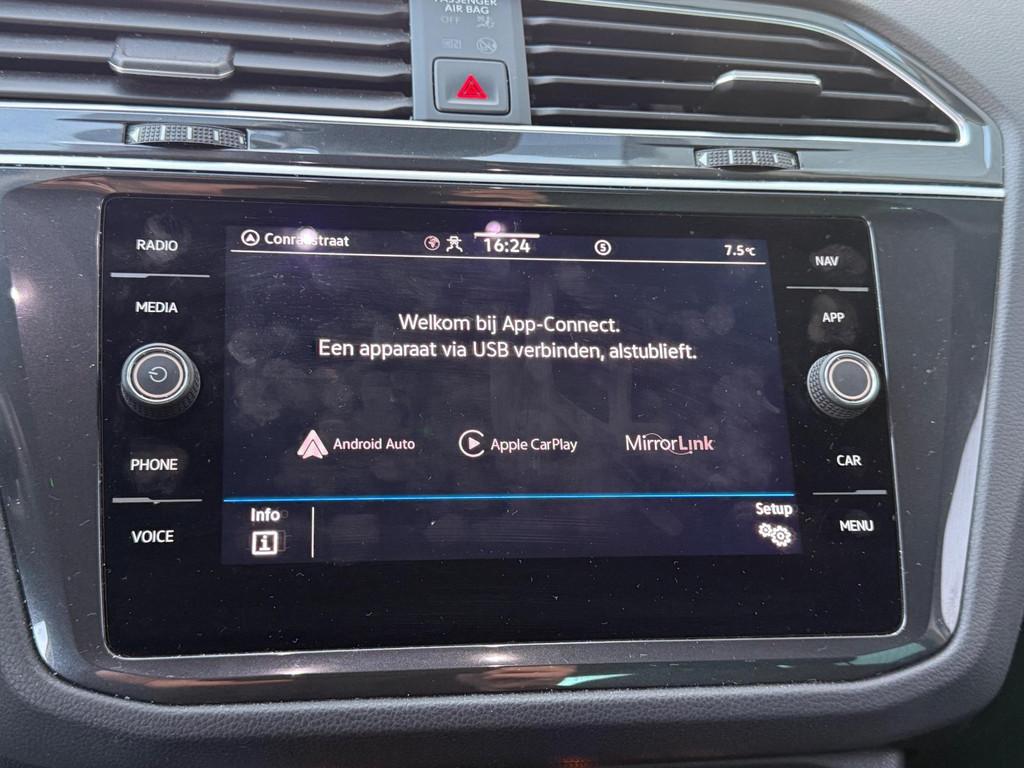 PASSENGER
AIR BAG
OFF
RADIO
MEDIA
PHONE
VOICE
16:24
7.5°C
Welkom bij App-Connect.
Een apparaat via USB verbinden, alstublieft.
Android Auto
Apple CarPlay
MirrorLink
Info
Setup
NAV
APP
CAR
MENU